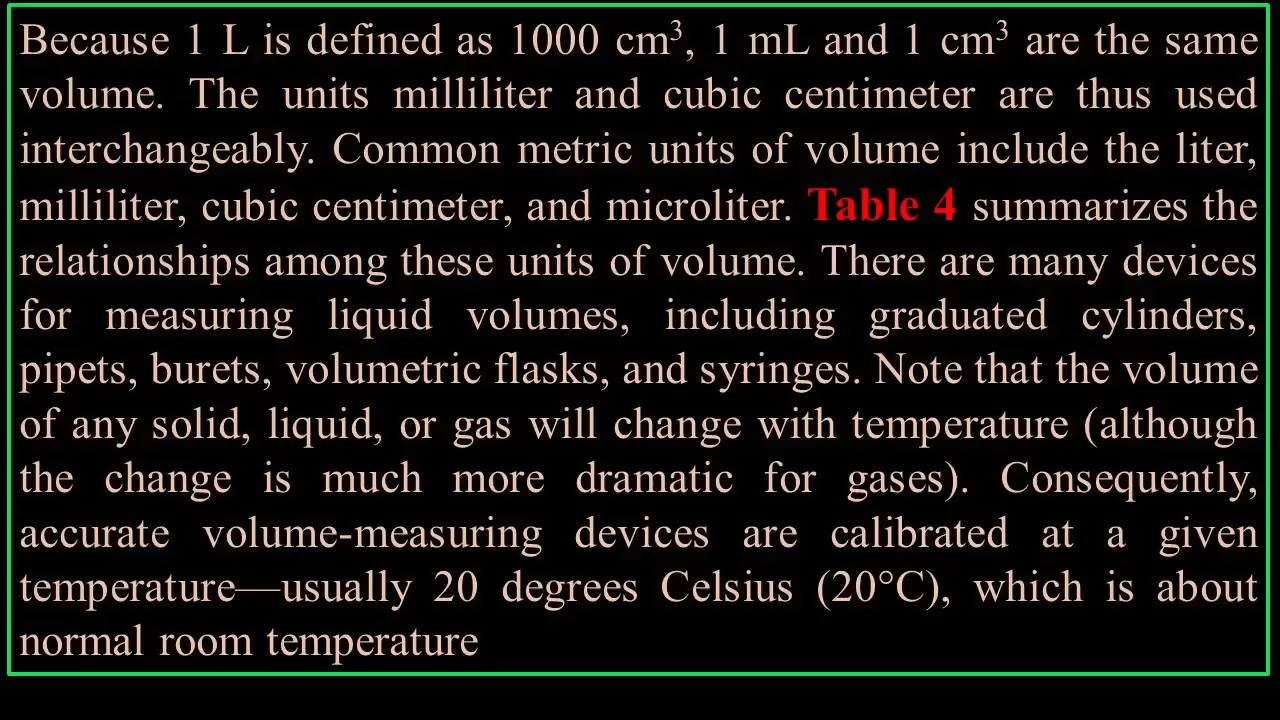 Because 1 L is defined as 1000 cm³, 1 mL and 1 cm³ are the same
volume. The units milliliter and cubic centimeter are thus used
interchangeably. Common metric units of volume include the liter,
milliliter, cubic centimeter, and microliter. Table 4 summarizes the
relationships among these units of volume. There are many devices
for measuring liquid volumes, including graduated cylinders,
pipets, burets, volumetric flasks, and syringes. Note that the volume
of any solid, liquid, or gas will change with temperature (although
the change is much more dramatic for gases). Consequently,
accurate volume-measuring devices are calibrated at a given
temperature—usually 20 degrees Celsius (20°C), which is about
normal room temperature